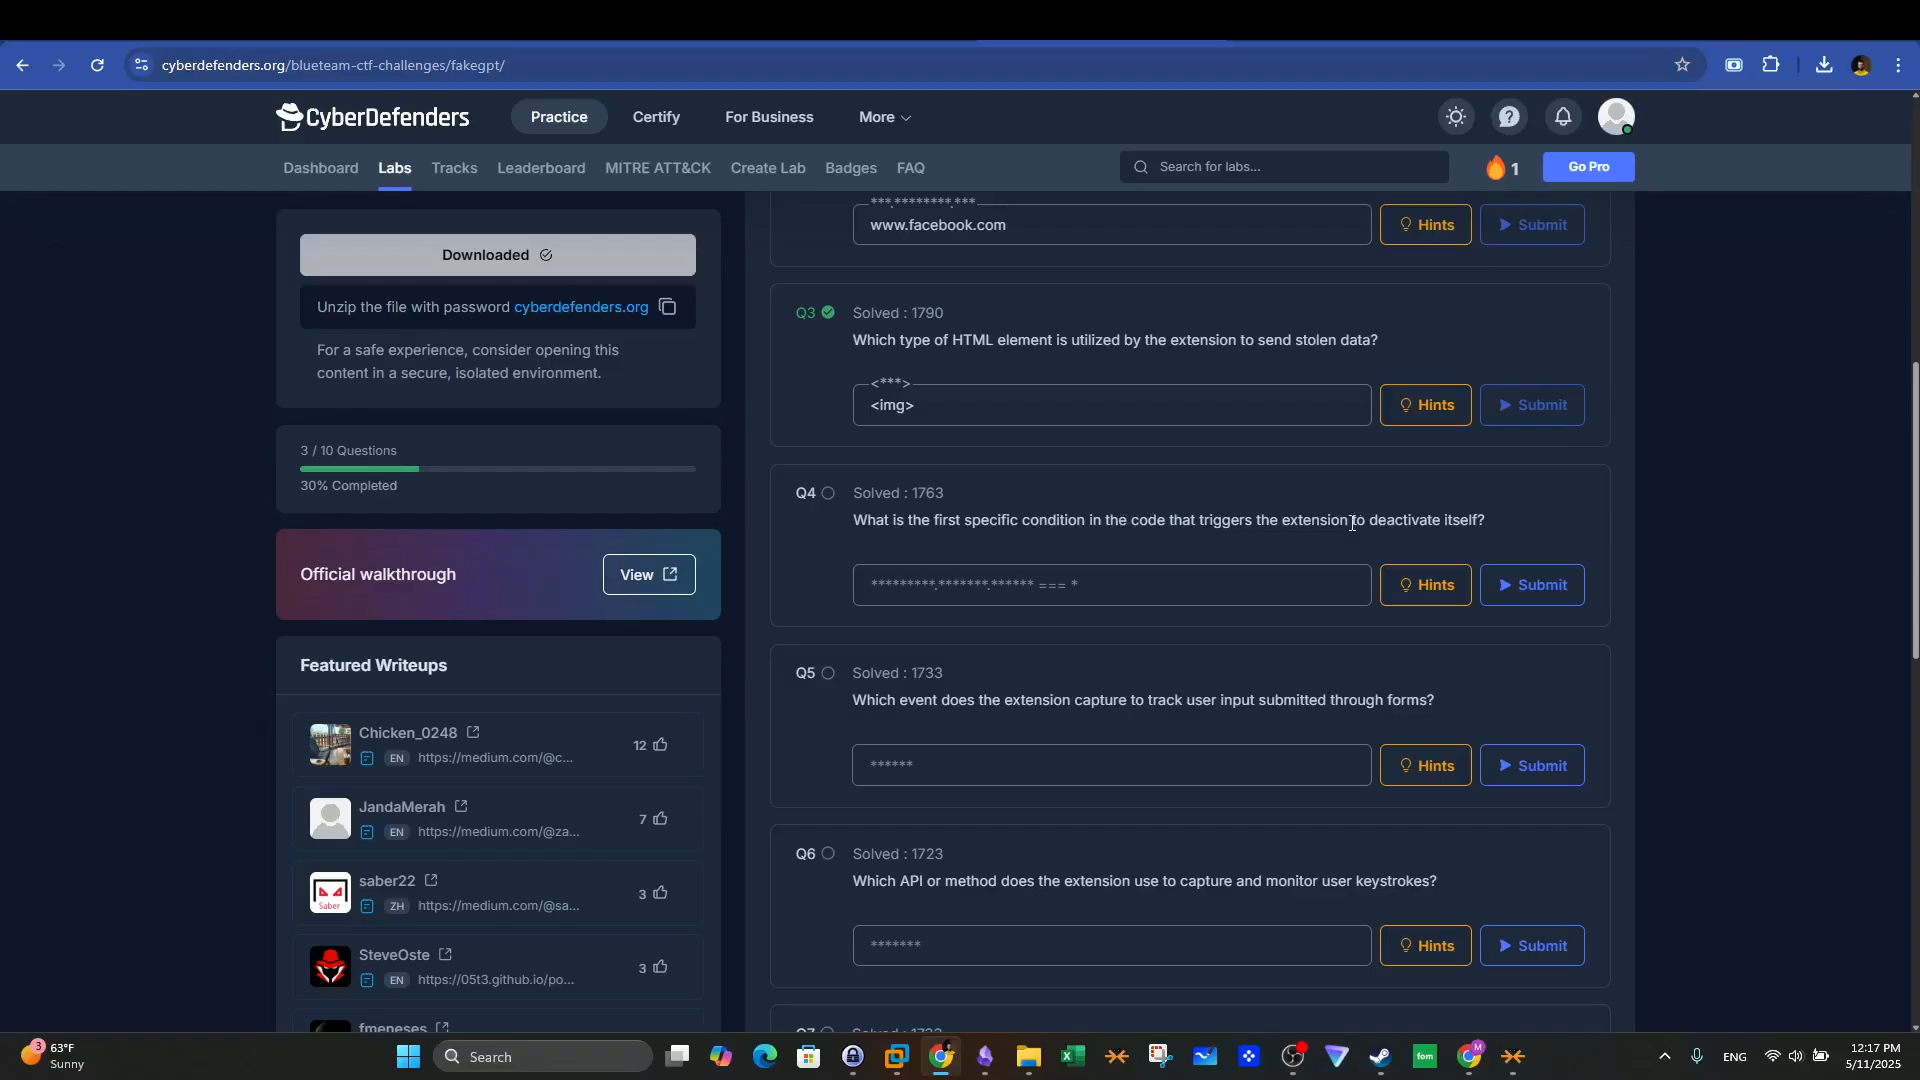 cyberdefenders.org/blueteam-ctf-challenges/fakegpt/
CyberDefenders
Practice
Certify
For Business
More
Dashboard
Labs
Tracks
Leaderboard
MITRE ATT&CK
Create Lab
Badges
FAQ
Search for labs...
1
Go Pro
Downloaded
Unzip the file with password cyberdefenders.org
For a safe experience, consider opening this
content in a secure, isolated environment.
3 / 10 Questions
30% Completed
Official walkthrough
View
Featured Writeups
Chicken_0248
EN https://medium.com/@c...
12
JandaMerah
EN https://medium.com/@za...
7
saber22
Saber
ZH https://medium.com/@sa...
3
SteveOste
EN https://05t3.github.io/po...
3
fmeneses
***.********.***
www.facebook.com
Hints
Submit
Q3
Solved : 1790
Which type of HTML element is utilized by the extension to send stolen data?
<***>
<img>
Hints
Submit
Q4
Solved : 1763
What is the first specific condition in the code that triggers the extension to deactivate itself?
*********.*******.****** === *
Hints
Submit
Q5
Solved : 1733
Which event does the extension capture to track user input submitted through forms?
******
Hints
Submit
Q6
Solved : 1723
Which API or method does the extension use to capture and monitor user keystrokes?
*******
Hints
Submit
3
63°F
Sunny
Search
fom
M
ENG
12:17 PM
5/11/2025